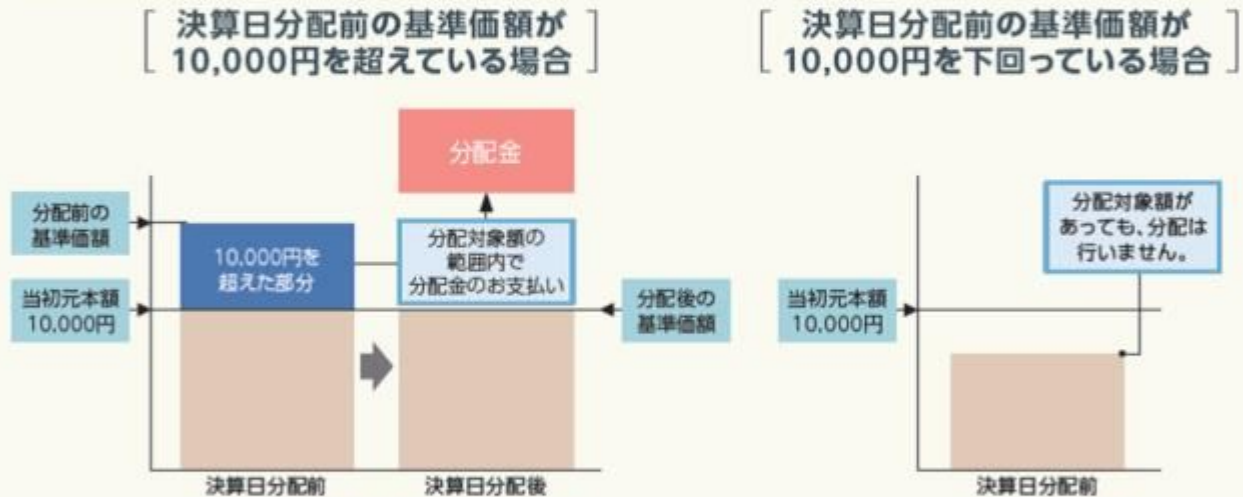 決算日分配前の基準価額が
10,000円を超えている場合
分配金
分配前の
基準価額
10,000円を
超えた部分
分配対象額の
範囲内で
分配金のお支払い
当初元本額
10,000円
分配後の
基準価額
決算日分配前
決算日分配後
決算日分配前の基準価額が
10,000円を下回っている場合
分配対象額が
あっても、分配は
行いません。
当初元本額
10,000円
決算日分配前